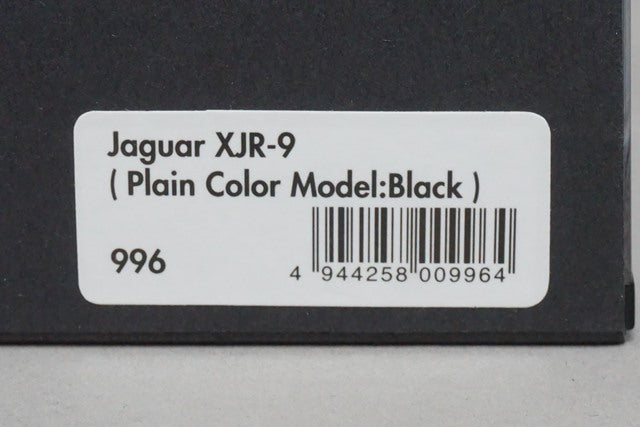 Jaguar XJR-9
( Plain Color Model:Black )
996
4 944258 009964